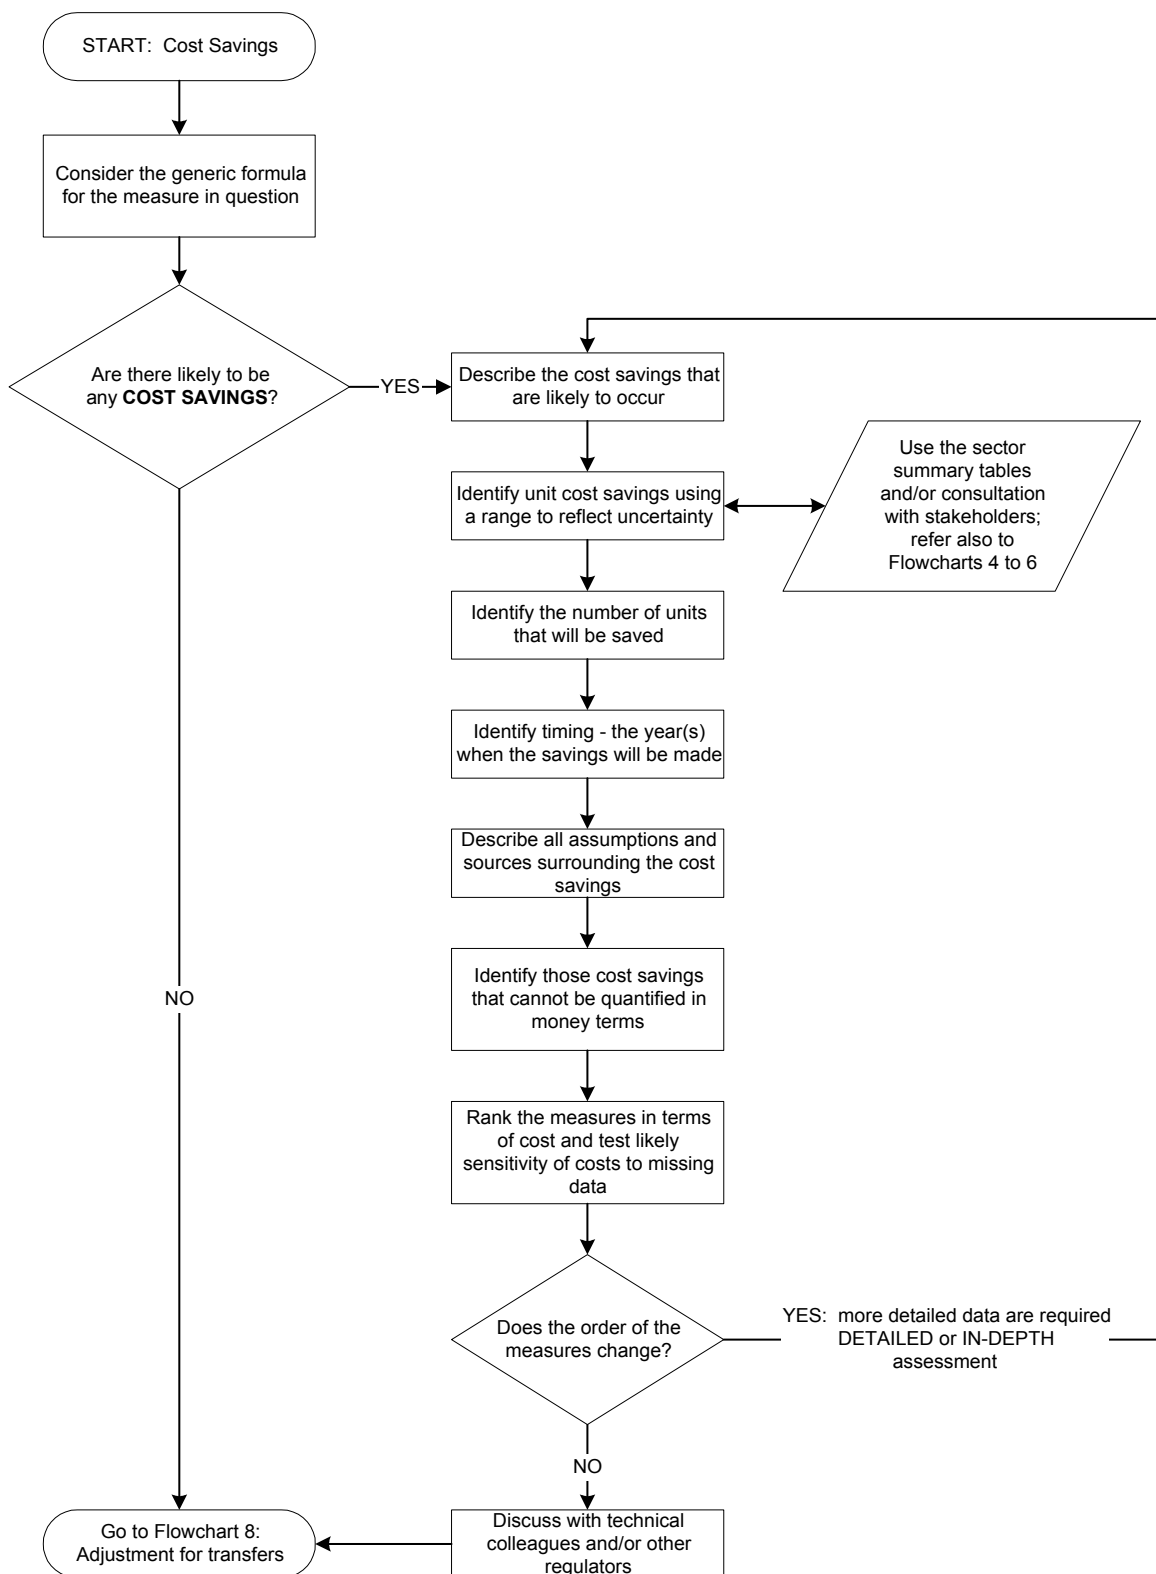 START:  Cost Savings
Consider the generic formula
for the measure in question
Are there likely to be
any COST SAVINGS?
YES
Describe the cost savings that
are likely to occur
Use the sector
summary tables
and/or consultation
with stakeholders;
refer also to
Flowcharts 4 to 6
Identify unit cost savings using
a range to reflect uncertainty
Identify the number of units
that will be saved
Identify timing - the year(s)
when the savings will be made
Describe all assumptions and
sources surrounding the cost
savings
Identify those cost savings
that cannot be quantified in
money terms
NO
Rank the measures in terms
of cost and test likely
sensitivity of costs to missing
data
Does the order of the
measures change?
YES:  more detailed data are required
DETAILED or IN-DEPTH
assessment
NO
Discuss with technical
colleagues and/or other
regulators
Go to Flowchart 8:
Adjustment for transfers